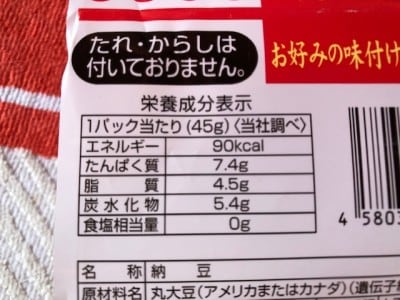 たれ・からしは
付いておりません。
お好みの味付け
栄養成分表示
1パック当たり(45g)〈当社調べ〉
エネルギー 90kcal
たんぱく質 7.4g
脂質 4.5g
炭水化物 5.4g
食塩相当量 0g
4 5803
名称 納豆
原材料名 丸大豆(アメリカまたはカナダ)(遺伝子